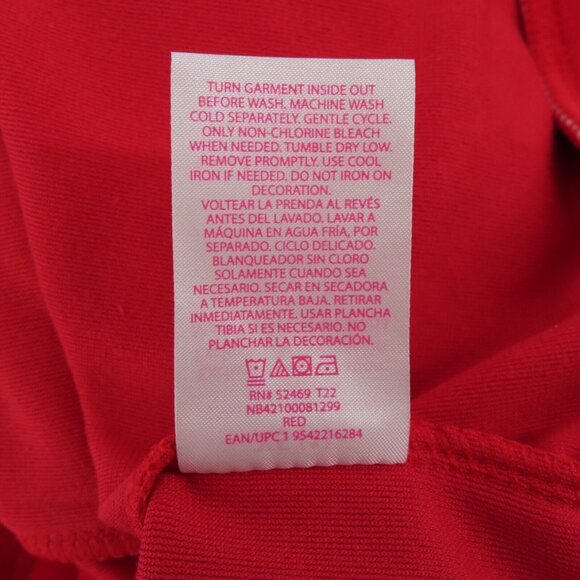 TURN GARMENT INSIDE OUT
BEFORE WASH. MACHINE WASH
COLD SEPARATELY. GENTLE CYCLE.
ONLY NON-CHLORINE BLEACH
WHEN NEEDED. TUMBLE DRY LOW.
REMOVE PROMPTLY. USE COOL
IRON IF NEEDED. DO NOT IRON ON
DECORATION.
VOLTEAR LA PRENDA AL REVÉS
ANTES DEL LAVADO. LAVAR A
MÁQUINA EN AGUA FRÍA, POR
SEPARADO. CICLO DELICADO.
BLANQUEADOR SIN CLORO
SOLAMENTE CUANDO SEA
NECESARIO. SECAR EN SECADORA
A TEMPERATURA BAJA. RETIRAR
INMEDIATAMENTE. USAR PLANCHA
TIBIA SI ES NECESARIO. NO
PLANCHAR LA DECORACIÓN.
RN# 52469 T22
NB42100081299
RED
EAN/UPC 1 9542216284